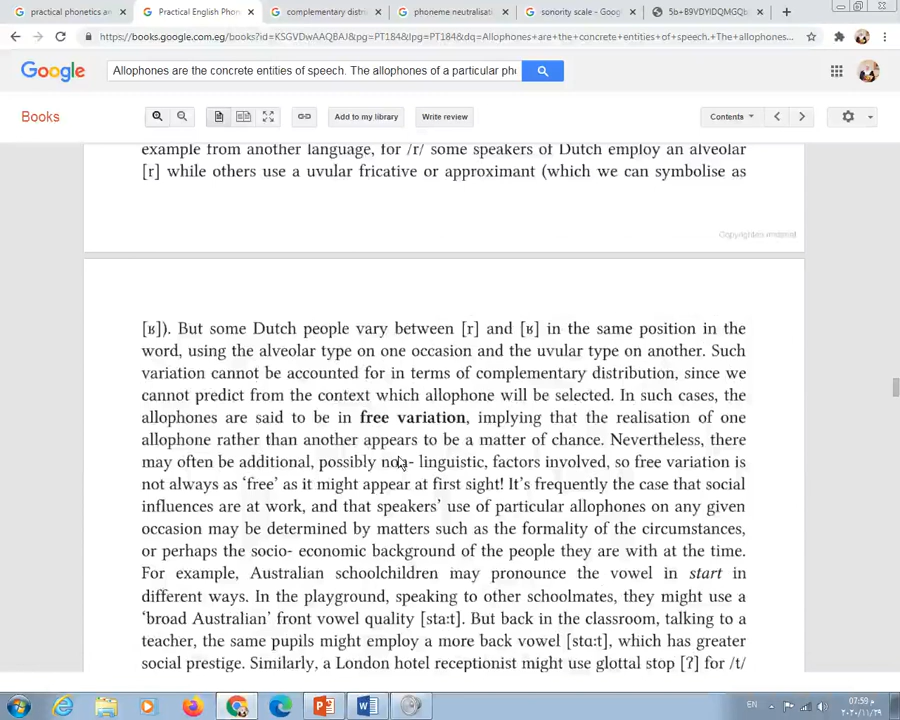 practical phonetics an
Practical English Phon
complementary distri
phoneme neutralisati
sonority scale - Goog
5b+B9VDYIDQMGQb
https://books.google.com.eg/books?id=KSGVDwAAQBAJ&pg=PT184&lpg=PT184&dq=Allophones+are+the+concrete+entities+of+speech.+The+allophones...
Google
Allophones are the concrete entities of speech. The allophones of a particular pho
Books
Add to my library
Write review
Contents
example from another language, for /r/ some speakers of Dutch employ an alveolar
[r] while others use a uvular fricative or approximant (which we can symbolise as
Copyrighted material
[ʁ]). But some Dutch people vary between [r] and [ʁ] in the same position in the
word, using the alveolar type on one occasion and the uvular type on another. Such
variation cannot be accounted for in terms of complementary distribution, since we
cannot predict from the context which allophone will be selected. In such cases, the
allophones are said to be in free variation, implying that the realisation of one
allophone rather than another appears to be a matter of chance. Nevertheless, there
may often be additional, possibly non- linguistic, factors involved, so free variation is
not always as ‘free’ as it might appear at first sight! It’s frequently the case that social
influences are at work, and that speakers’ use of particular allophones on any given
occasion may be determined by matters such as the formality of the circumstances,
or perhaps the socio- economic background of the people they are with at the time.
For example, Australian schoolchildren may pronounce the vowel in start in
different ways. In the playground, speaking to other schoolmates, they might use a
‘broad Australian’ front vowel quality [staːt]. But back in the classroom, talking to a
teacher, the same pupils might employ a more back vowel [stɑːt], which has greater
social prestige. Similarly, a London hotel receptionist might use glottal stop [ʔ] for /t/
EN
07:59 م
٢٠٢٠/١١/٢٩